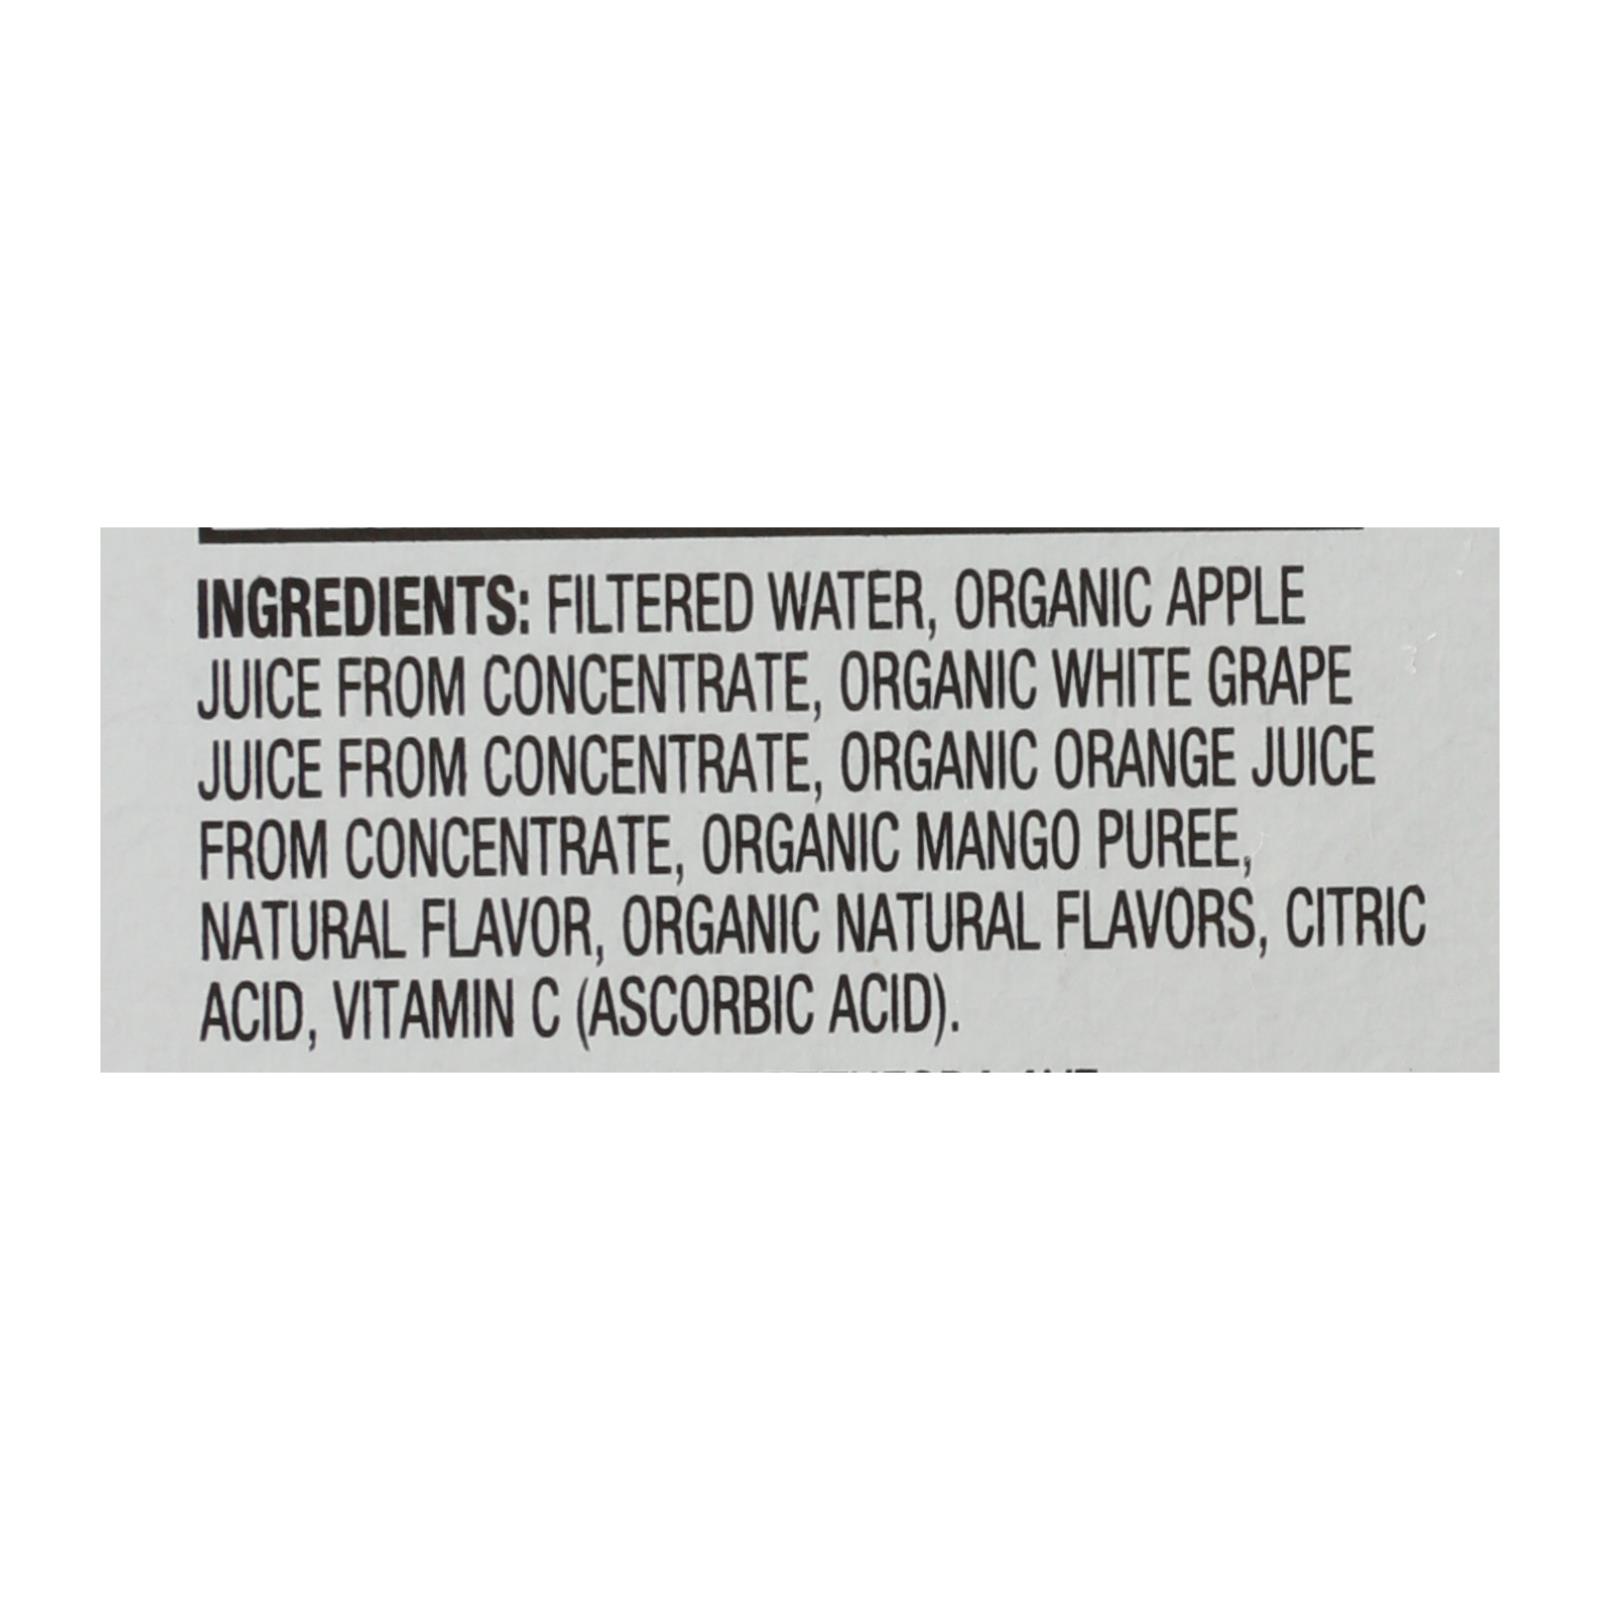 INGREDIENTS: FILTERED WATER, ORGANIC APPLE
JUICE FROM CONCENTRATE, ORGANIC WHITE GRAPE
JUICE FROM CONCENTRATE, ORGANIC ORANGE JUICE
FROM CONCENTRATE, ORGANIC MANGO PUREE,
NATURAL FLAVOR, ORGANIC NATURAL FLAVORS, CITRIC
ACID, VITAMIN C (ASCORBIC ACID).